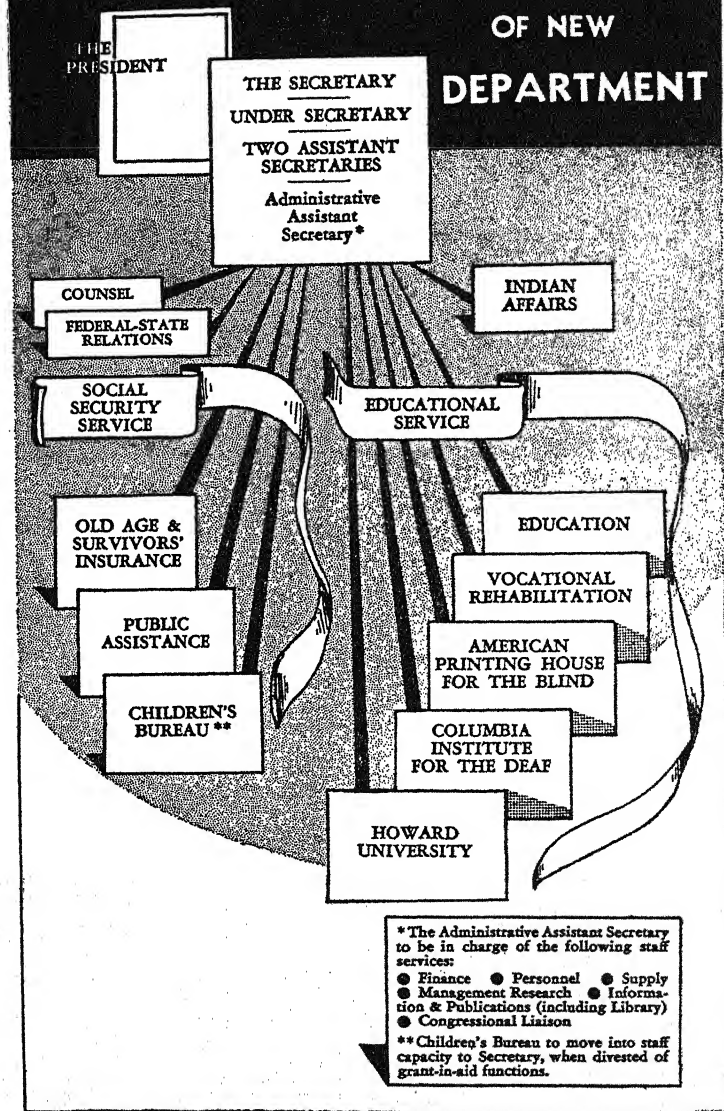 OF NEW
DEPARTMENT
THE
PRESIDENT
THE SECRETARY
UNDER SECRETARY
TWO ASSISTANT
SECRETARIES
Administrative
Assistant
Secretary*
COUNSEL
FEDERAL-STATE
RELATIONS
INDIAN
AFFAIRS
SOCIAL
SECURITY
SERVICE
EDUCATIONAL
SERVICE
OLD AGE &
SURVIVORS'
INSURANCE
PUBLIC
ASSISTANCE
CHILDREN'S
BUREAU **
EDUCATION
VOCATIONAL
REHABILITATION
AMERICAN
PRINTING HOUSE
FOR THE BLIND
COLUMBIA
INSTITUTE
FOR THE DEAF
HOWARD
UNIVERSITY
* The Administrative Assistant Secretary
to be in charge of the following staff
services:
● Finance ● Personnel ● Supply
● Management Research ● Informa-
tion & Publications (including Library)
● Congressional Liaison
** Children's Bureau to move into staff
capacity to Secretary, when divested of
grant-in-aid functions.